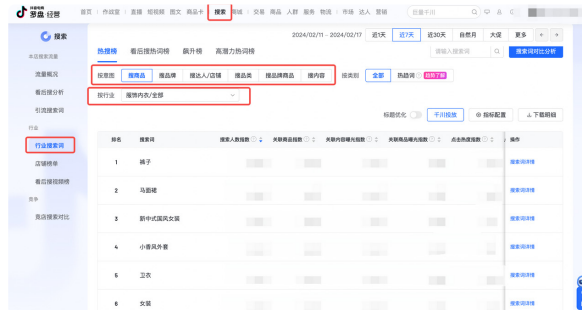 抖音电商
罗盘·经营
首页 作战室 直播 短视频 图文 商品卡 搜索 商城 交易 商品 人群 服务 物流 市场 达人 营销
搜索
2024/02/11 - 2024/02/17 近1天 近7天 近30天 自然月 大促 更多
本店搜索流量
热搜榜 看后搜热词榜 飙升榜 高潜力热词榜
请输入搜索词
搜索词对比分析
流量概况
按意图 搜商品 搜品牌 搜达人/店铺 搜品类 搜品牌商品 搜内容 按类别 全部 热趋词 趋势了解
看后搜分析
按行业 服饰内衣/全部
引流搜索词
标题优化 千川投放 指标配置 下载明细
行业
行业搜索词
排名 搜索词 搜索人数指数 关联商品指数 关联内容曝光指数 关联商品曝光指数 点击热度指数 操作
店铺榜单
1 裤子 搜索词详情
看后搜视频榜
2 马面裙 搜索词详情
竞争
竞店搜索对比
3 新中式国风女装 搜索词详情
4 小香风外套 搜索词详情
5 卫衣 搜索词详情
6 女装 搜索词详情